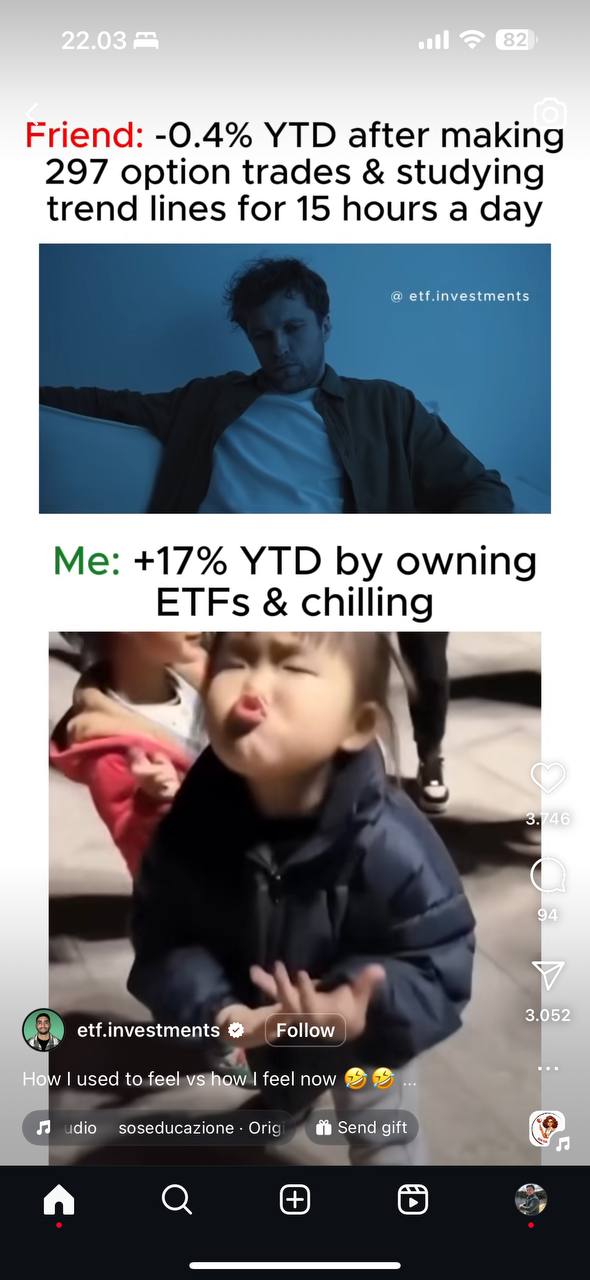 22.03
82
Friend: -0.4% YTD after making
297 option trades & studying
trend lines for 15 hours a day
@ etf.investments
Me: +17% YTD by owning
ETFs & chilling
3.746
94
3.052
etf.investments
Follow
How I used to feel vs how I feel now 🤣🤣 ...
udio soseducazione · Orig
Send gift